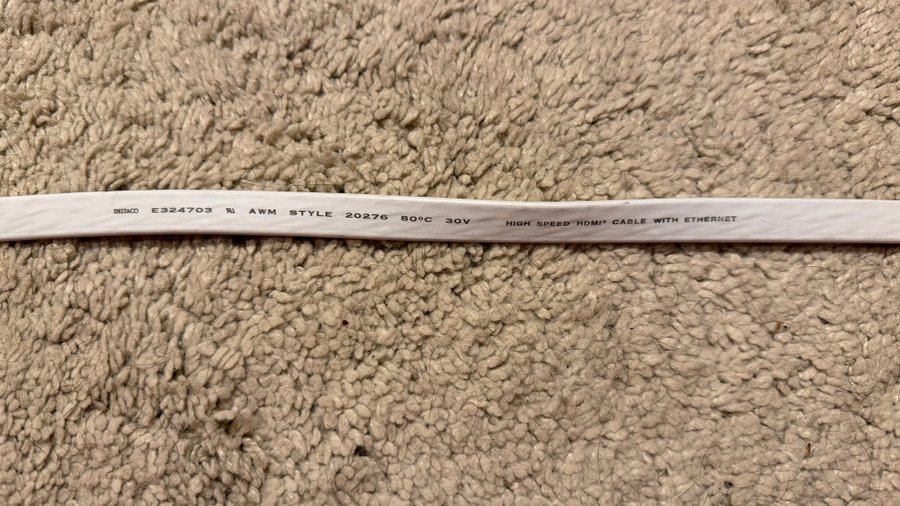 DELTACO E324703 AWM STYLE 20276 80°C 30V HIGH SPEED HDMI® CABLE WITH ETHERNET